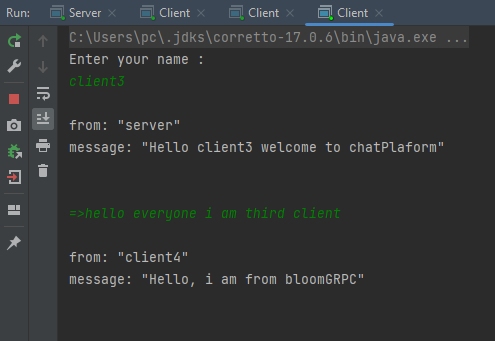 Run: Server Client Client Client
C:\Users\pc\.jdks\corretto-17.0.6\bin\java.exe ...
Enter your name :
client3
from: "server"
message: "Hello client3 welcome to chatPlaform"
=>hello everyone i am third client
from: "client4"
message: "Hello, i am from bloomGRPC"